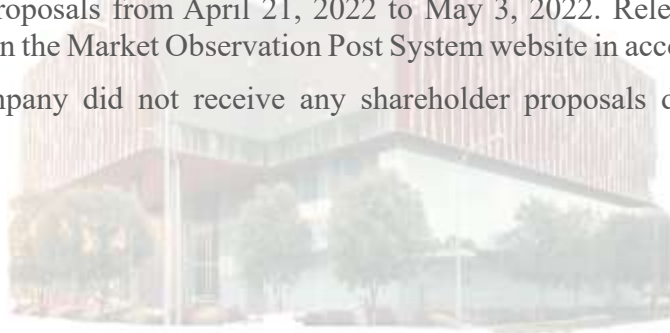 roposals from April 21, 2022 to May 3, 2022. Rele
n the Market Observation Post System website in acc
mpany did not receive any shareholder proposals d